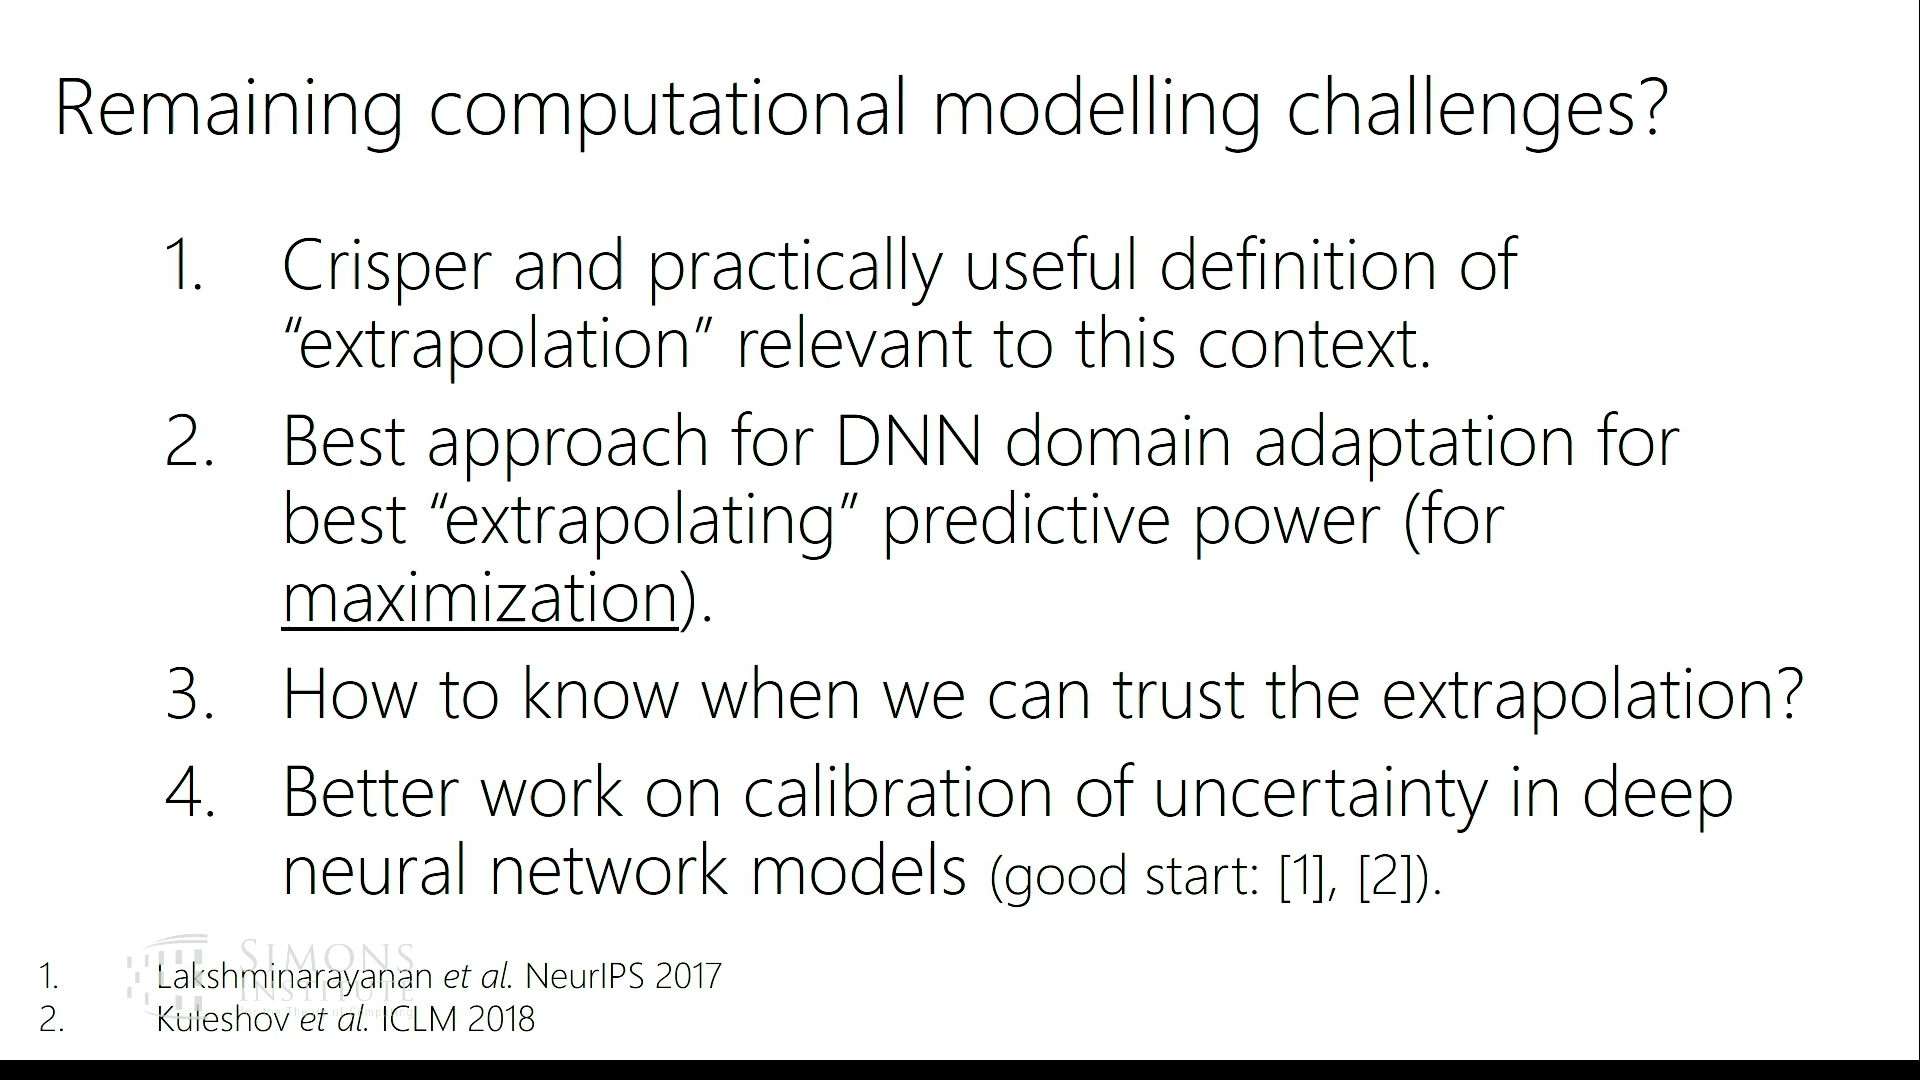 Remaining computational modelling challenges?
1. Crisper and practically useful definition of
“extrapolation” relevant to this context.
2. Best approach for DNN domain adaptation for
best “extrapolating” predictive power (for
maximization).
3. How to know when we can trust the extrapolation?
4. Better work on calibration of uncertainty in deep
neural network models (good start: [1], [2]).
SIMONS
INSTITUTE
1. Lakshminarayanan et al. NeurIPS 2017
2. Kuleshov et al. ICLM 2018